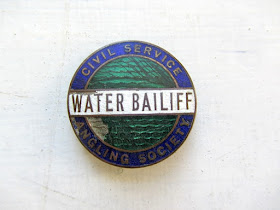 CIVIL SERVICE
WATER BAILIFF
ANGLING SOCIETY